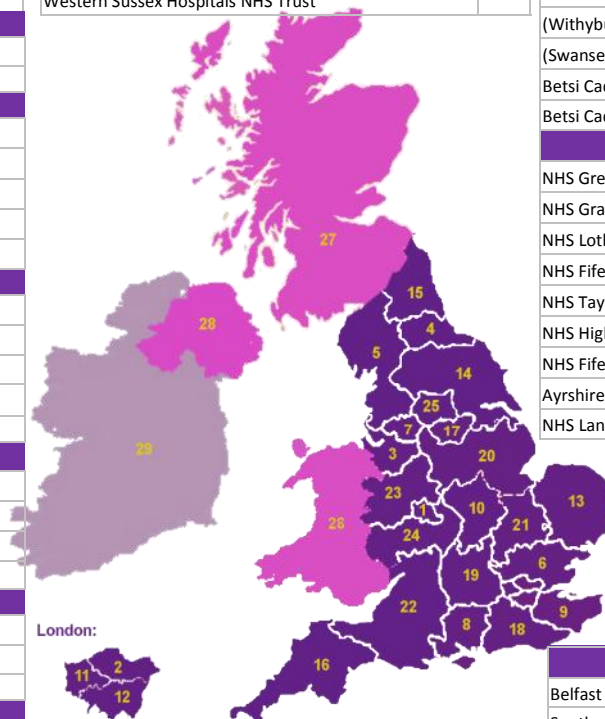 Western Sussex Hospitals NHS Trust
(Withybu
(Swanse
Betsi Cad
Betsi Cad
NHS Gre
NHS Gra
NHS Loth
NHS Fife
NHS Tay
NHS High
NHS Fife
Ayrshire
NHS Lan
27
15
28
4
5
14
25
7
17
29
3
20
23
13
10
1
26
21
24
6
19
22
9
8
18
London:
16
2
11
12
Belfast